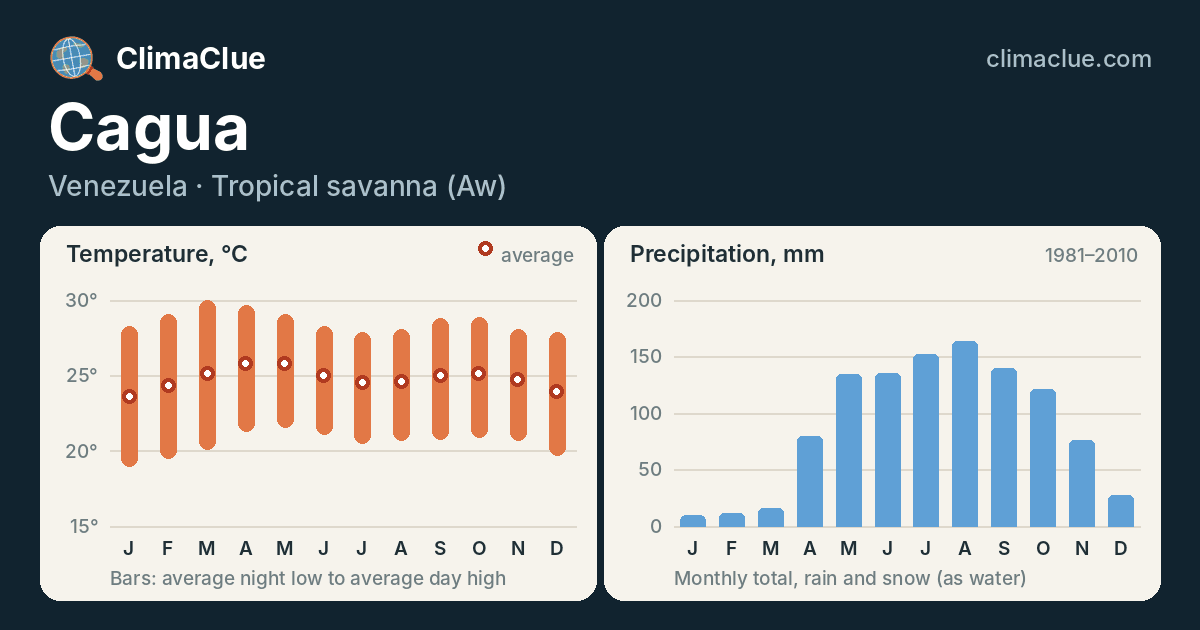 ClimaClue
climaclue.com
Cagua
Venezuela · Tropical savanna (Aw)
Temperature, °C
average
30°
25°
20°
15°
J F M A M J J A S O N D
Bars: average night low to average day high
Precipitation, mm
1981–2010
200
150
100
50
0
J F M A M J J A S O N D
Monthly total, rain and snow (as water)